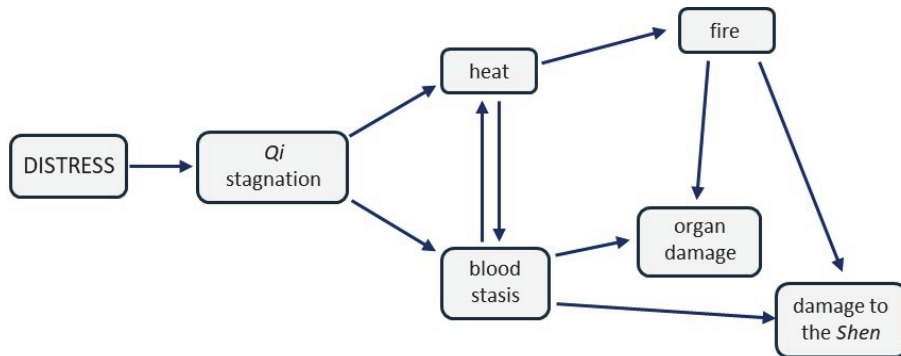 DISTRESS
Qi
stagnation
heat
fire
blood
stasis
organ
damage
damage to
the Shen